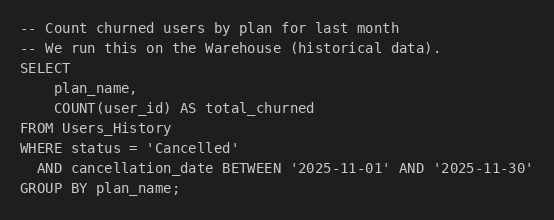 -- Count churned users by plan for last month
-- We run this on the Warehouse (historical data).
SELECT
    plan_name,
    COUNT(user_id) AS total_churned
FROM Users_History
WHERE status = 'Cancelled'
  AND cancellation_date BETWEEN '2025-11-01' AND '2025-11-30'
GROUP BY plan_name;